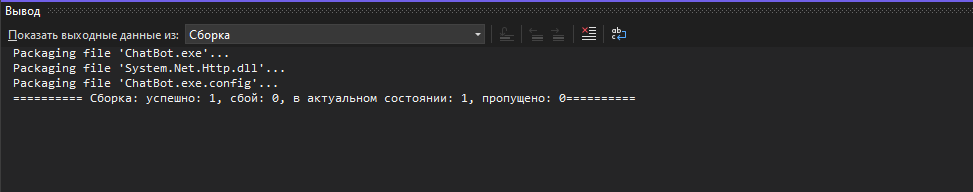 Вывод
Показать выходные данные из: Сборка
Packaging file 'ChatBot.exe'...
Packaging file 'System.Net.Http.dll'...
Packaging file 'ChatBot.exe.config'...
========== Сборка: успешно: 1, сбой: 0, в актуальном состоянии: 1, пропущено: 0==========